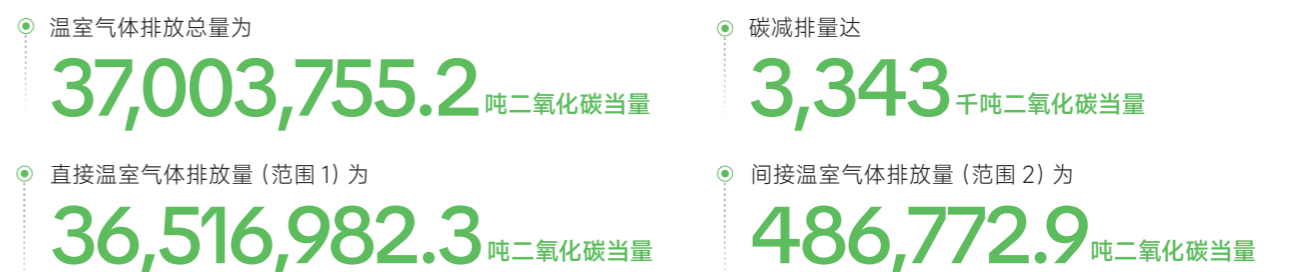 温室气体排放总量为
37,003,755.2 吨二氧化碳当量
碳减排量达
3,343 千吨二氧化碳当量
直接温室气体排放量（范围 1）为
36,516,982.3 吨二氧化碳当量
间接温室气体排放量（范围 2）为
486,772.9 吨二氧化碳当量